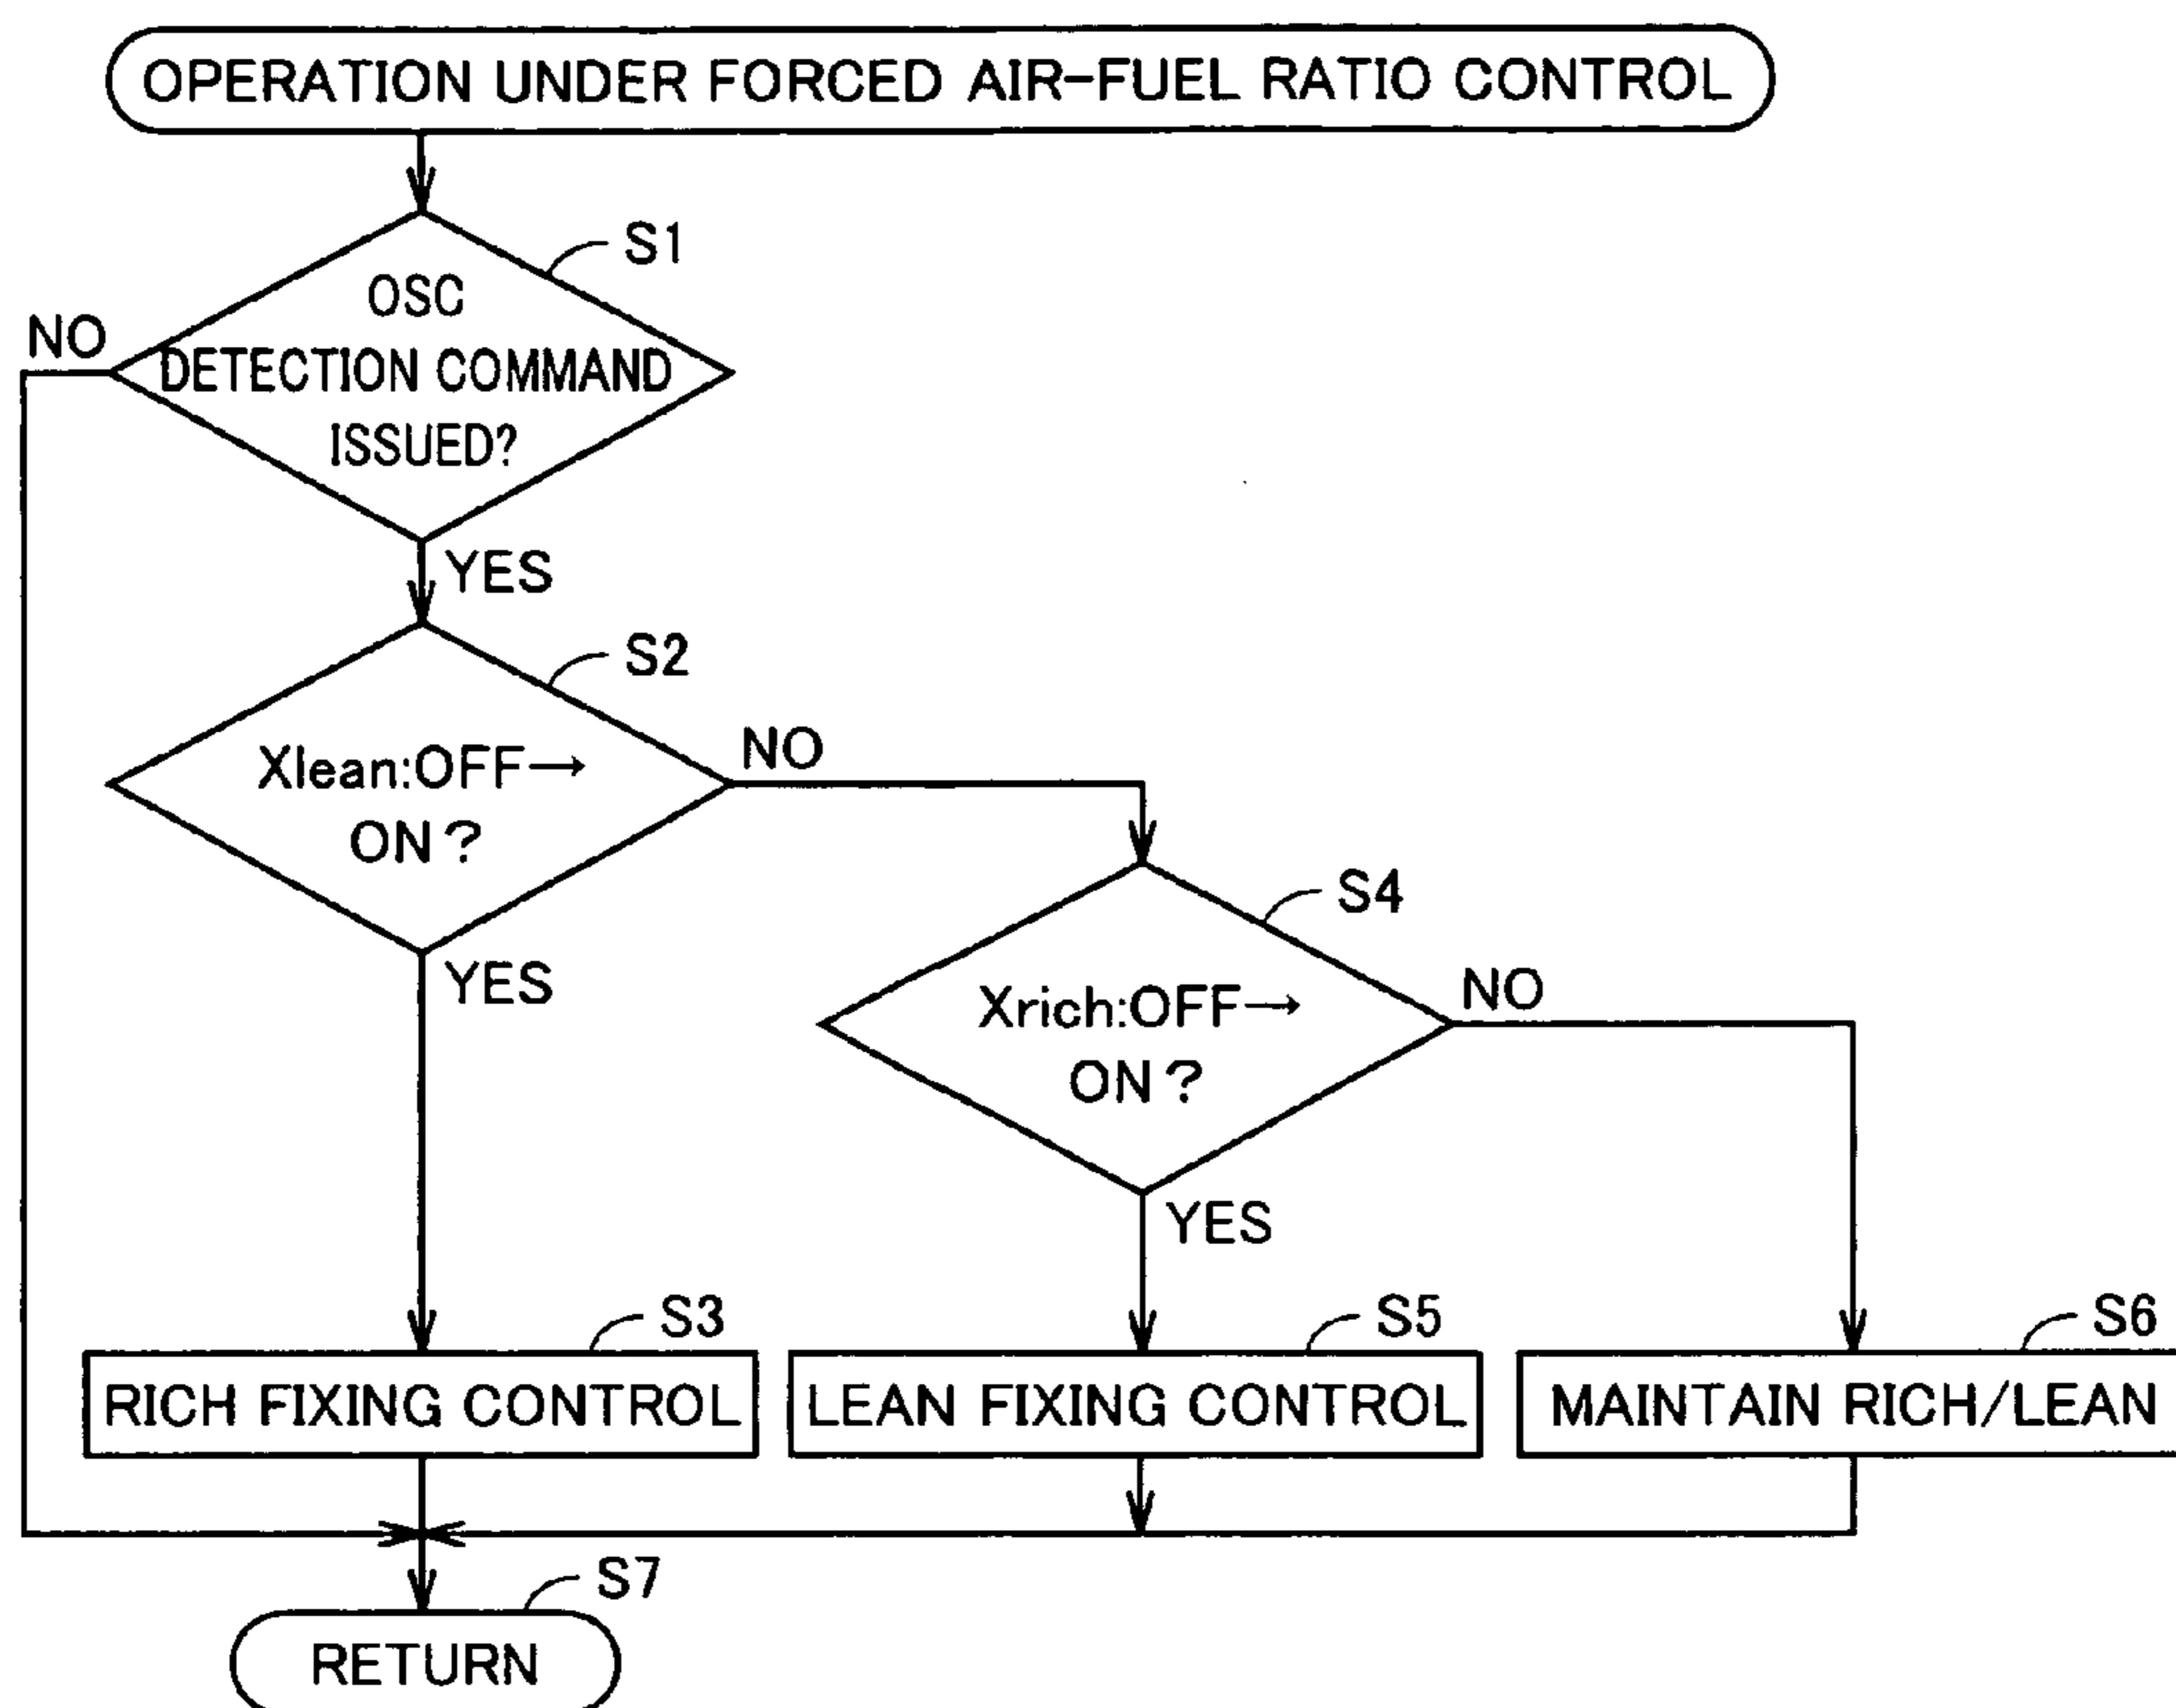 OPERATION UNDER FORCED AIR-FUEL RATIO CONTROL
S1
OSC
DETECTION COMMAND
ISSUED?
NO
YES
S2
Xlean:OFF→
ON?
NO
YES
S4
Xrich:OFF→
ON?
NO
YES
S3
RICH FIXING CONTROL
S5
LEAN FIXING CONTROL
S6
MAINTAIN RICH/LEAN
S7
RETURN